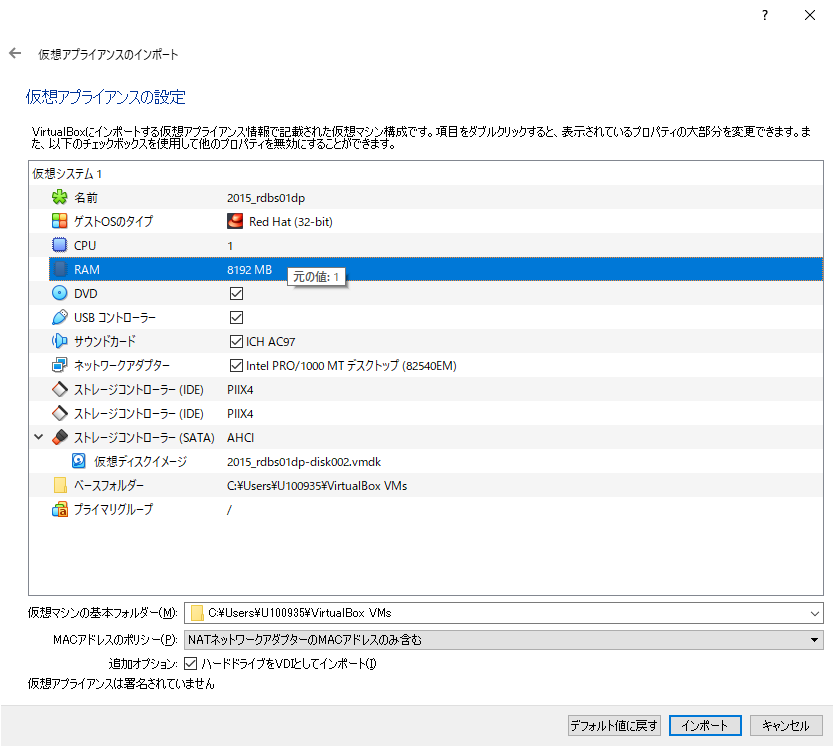 ?
仮想アプライアンスのインポート
仮想アプライアンスの設定
VirtualBoxにインポートする仮想アプライアンス情報で記載された仮想マシン構成です。項目をダブルクリックすると、表示されているプロパティの大部分を変更できます。ま
た、以下のチェックボックスを使用して他のプロパティを無効にすることができます。
仮想システム 1
名前 2015_rdbs01dp
ゲストOSのタイプ Red Hat (32-bit)
CPU 1
RAM 8192 MB
元の値: 1
DVD
USB コントローラー
サウンドカード ICH AC97
ネットワークアダプター Intel PRO/1000 MT デスクトップ (82540EM)
ストレージコントローラー (IDE) PIIX4
ストレージコントローラー (IDE) PIIX4
ストレージコントローラー (SATA) AHCI
仮想ディスクイメージ 2015_rdbs01dp-disk002.vmdk
ベースフォルダー C:¥Users¥U100935¥VirtualBox VMs
プライマリグループ /
仮想マシンの基本フォルダー(M): C:¥Users¥U100935¥VirtualBox VMs
MACアドレスのポリシー(P): NATネットワークアダプターのMACアドレスのみ含む
追加オプション: ハードドライブをVDIとしてインポート(I)
仮想アプライアンスは署名されていません
デフォルト値に戻す インポート キャンセル